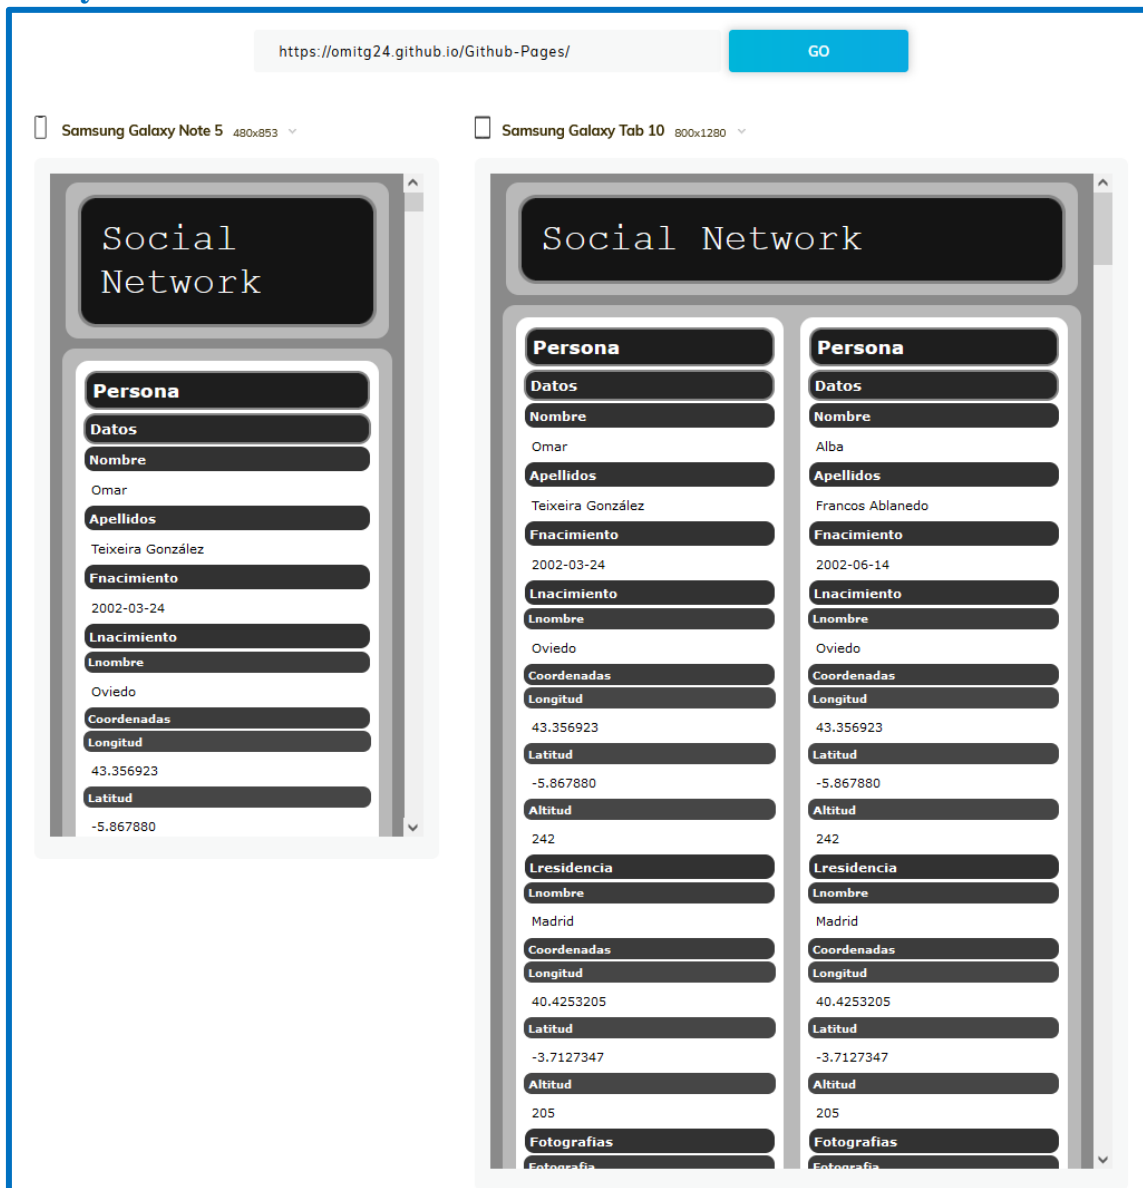 https://omitg24.github.io/Github-Pages/
GO
Samsung Galaxy Note 5 480x853
Social
Network
Persona
Datos
Nombre
Omar
Apellidos
Teixeira González
Fnacimiento
2002-03-24
Lnacimiento
Lnombre
Oviedo
Coordenadas
Longitud
43.356923
Latitud
-5.867880
Samsung Galaxy Tab 10 800x1280
Social Network
Persona
Datos
Nombre
Omar
Apellidos
Teixeira González
Fnacimiento
2002-03-24
Lnacimiento
Lnombre
Oviedo
Coordenadas
Longitud
43.356923
Latitud
-5.867880
Altitud
242
Lresidencia
Lnombre
Madrid
Coordenadas
Longitud
40.4253205
Latitud
-3.7127347
Altitud
205
Fotografias
Fotografia
Persona
Datos
Nombre
Alba
Apellidos
Francos Ablanedo
Fnacimiento
2002-06-14
Lnacimiento
Lnombre
Oviedo
Coordenadas
Longitud
43.356923
Latitud
-5.867880
Altitud
242
Lresidencia
Lnombre
Madrid
Coordenadas
Longitud
40.4253205
Latitud
-3.7127347
Altitud
205
Fotografias
Fotografia